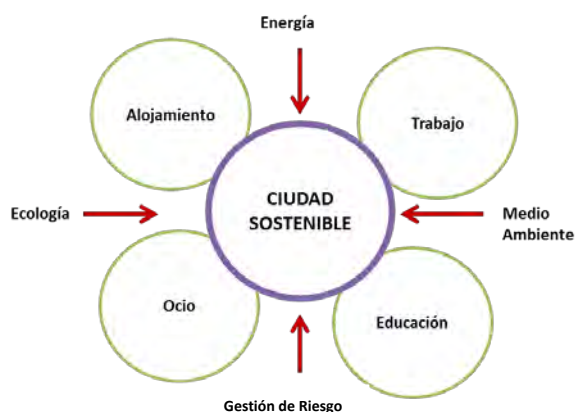 Energía
Alojamiento
Trabajo
CIUDAD
SOSTENIBLE
Ecología
Medio
Ambiente
Ocio
Educación
Gestión de Riesgo